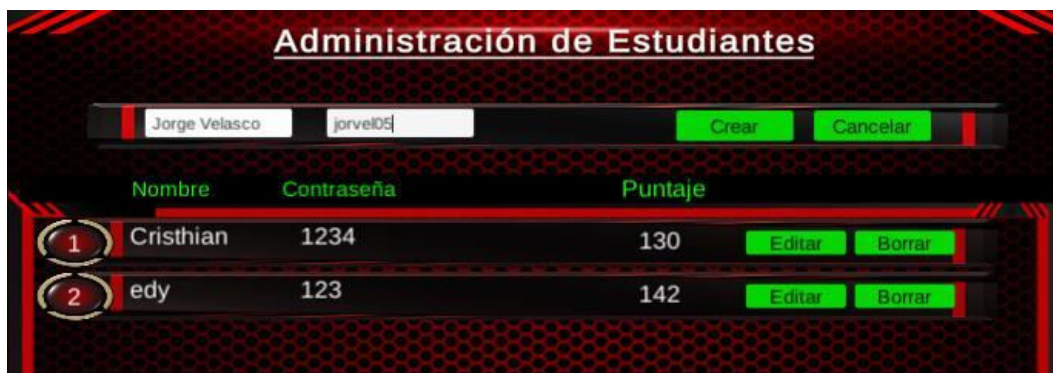 Administración de Estudiantes
Jorge Velasco jorvel05 Crear Cancelar
Nombre Contraseña Puntaje
1 Cristhian 1234 130 Editar Borrar
2 edy 123 142 Editar Borrar